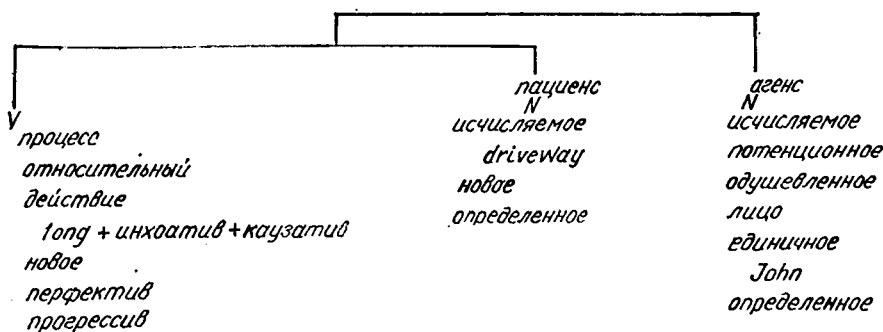 пациенс
агенс
V
N
N
процесс
относительный
действие
long + инхоатив + каузатив
новое
перфектив
прогрессив
исчисляемое
driveway
новое
определенное
исчисляемое
потенционное
одушевленное
лицо
единичное
John
определенное